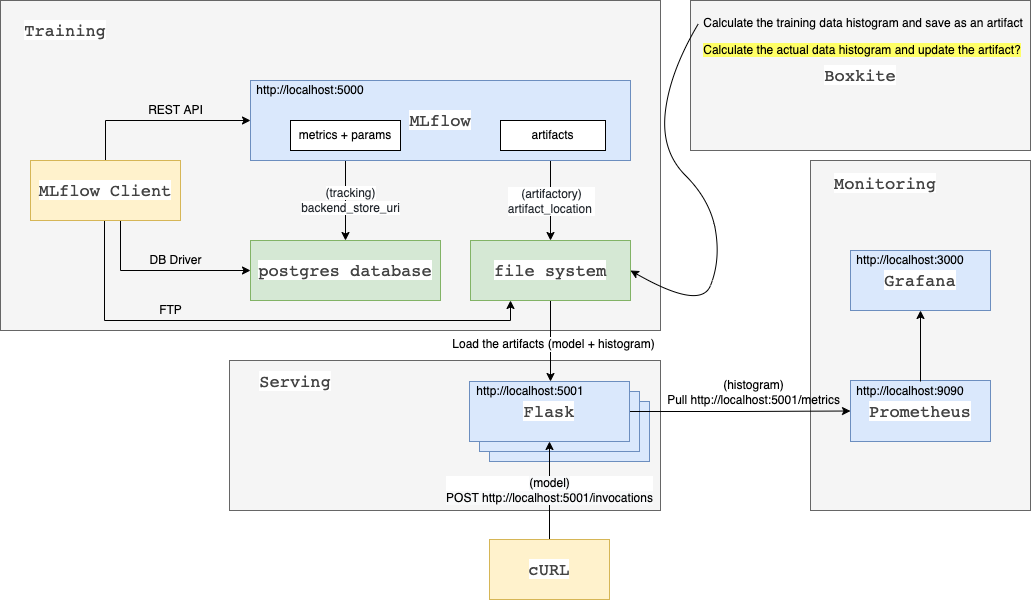 Training
Calculate the training data histogram and save as an artifact
Calculate the actual data histogram and update the artifact?
Boxkite
http://localhost:5000
MLflow
metrics + params
artifacts
REST API
MLflow Client
(tracking)
backend_store_uri
(artifactory)
artifact_location
DB Driver
postgres database
file system
FTP
Load the artifacts (model + histogram)
Monitoring
http://localhost:3000
Grafana
Serving
http://localhost:5001
Flask
(histogram)
Pull http://localhost:5001/metrics
http://localhost:9090
Prometheus
(model)
POST http://localhost:5001/invocations
cURL